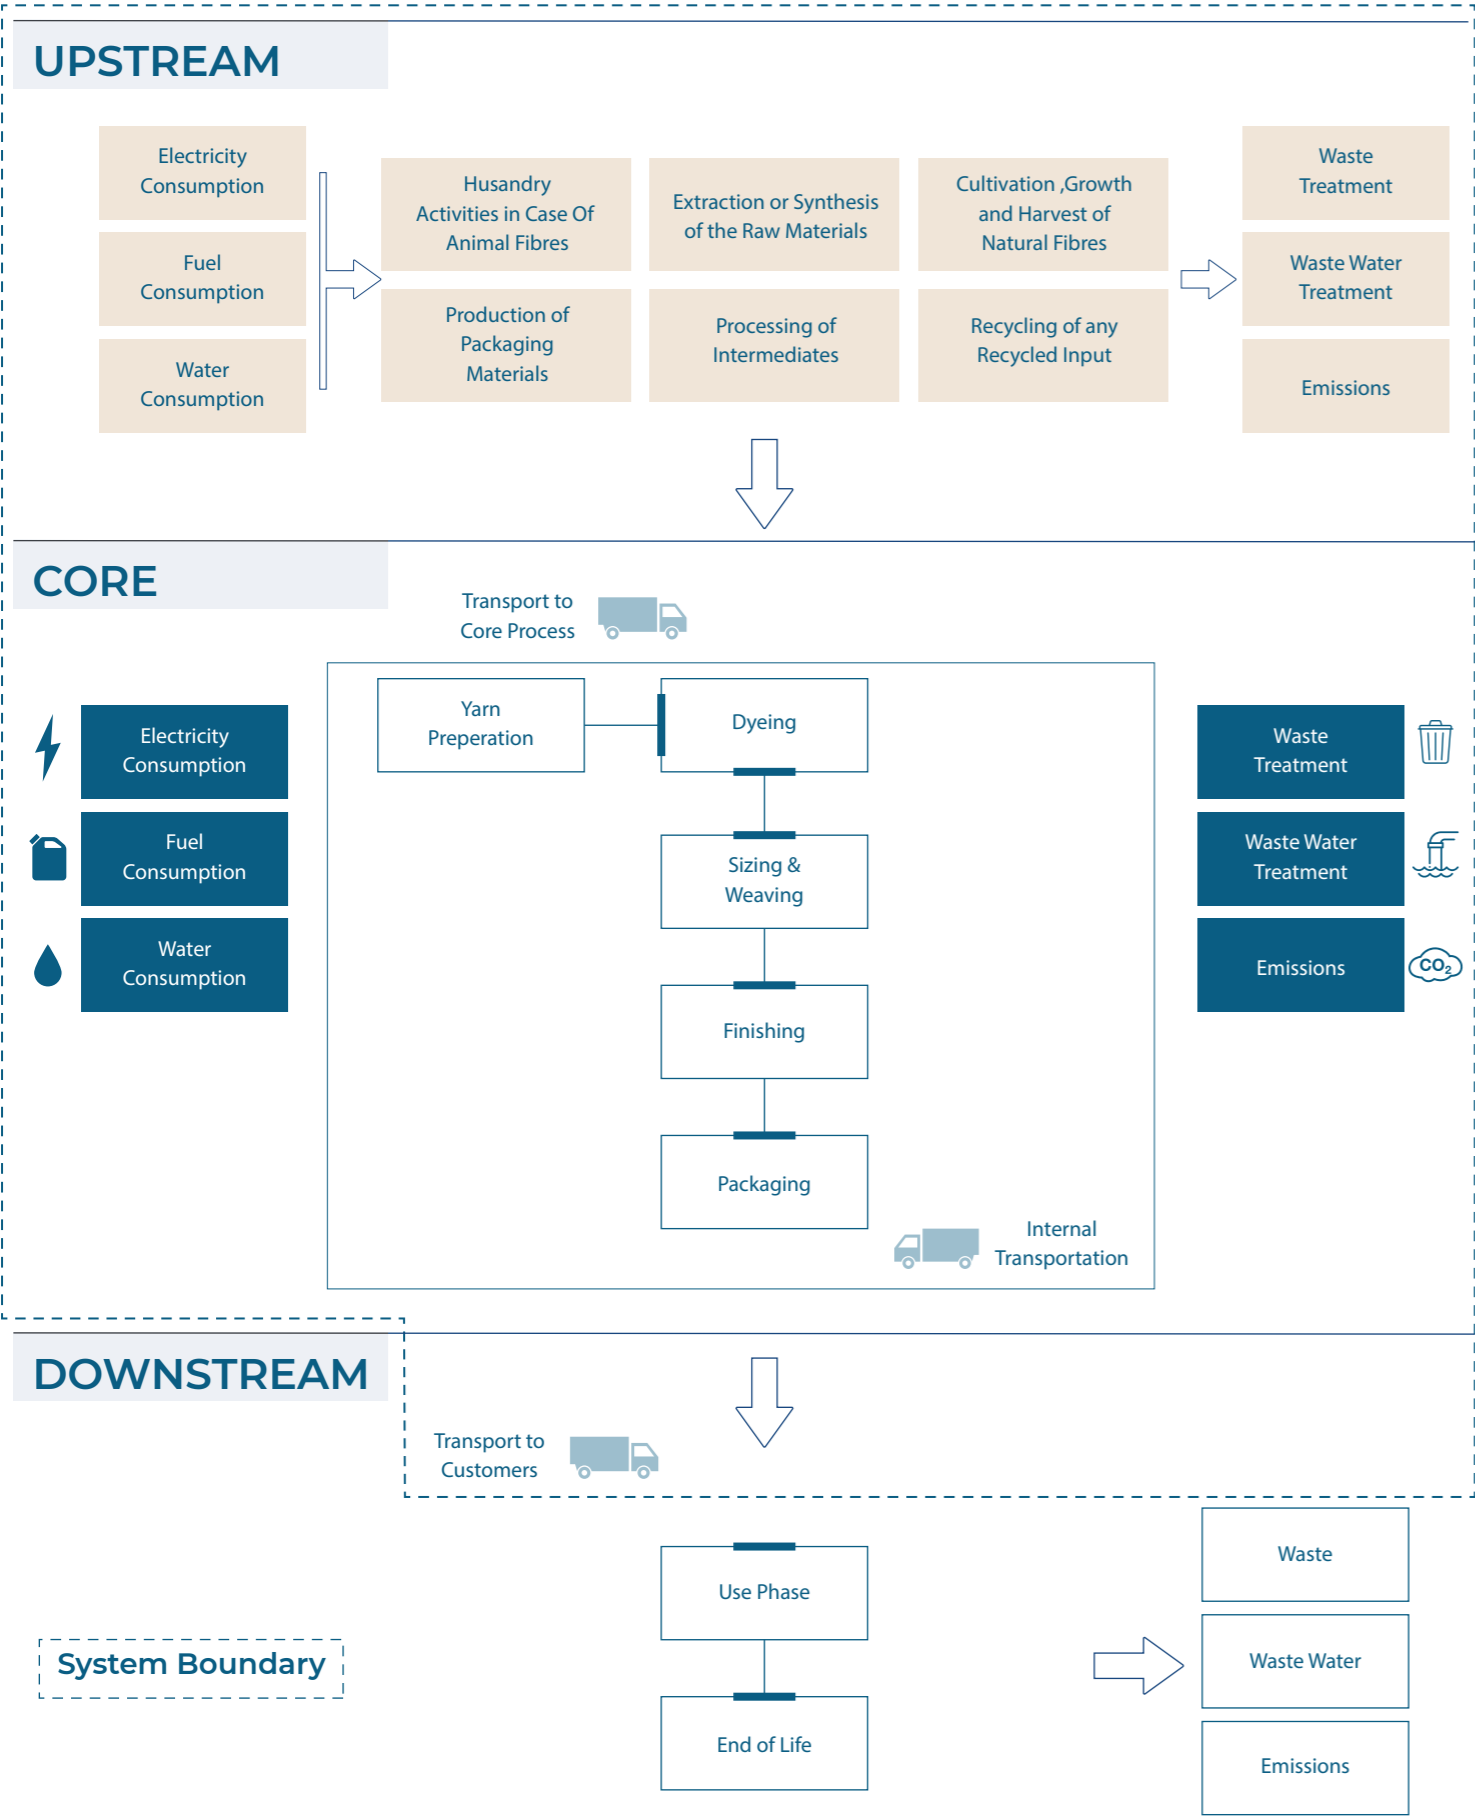 UPSTREAM
Electricity
Consumption
Fuel
Consumption
Water
Consumption
Husandry
Activities in Case Of
Animal Fibres
Extraction or Synthesis
of the Raw Materials
Cultivation ,Growth
and Harvest of
Natural Fibres
Production of
Packaging
Materials
Processing of
Intermediates
Recycling of any
Recycled Input
Waste
Treatment
Waste Water
Treatment
Emissions
CORE
Transport to
Core Process
Electricity
Consumption
Fuel
Consumption
Water
Consumption
Yarn
Preperation
Dyeing
Sizing &
Weaving
Finishing
Packaging
Internal
Transportation
Waste
Treatment
Waste Water
Treatment
Emissions
CO₂
DOWNSTREAM
Transport to
Customers
Use Phase
End of Life
Waste
Waste Water
Emissions
System Boundary